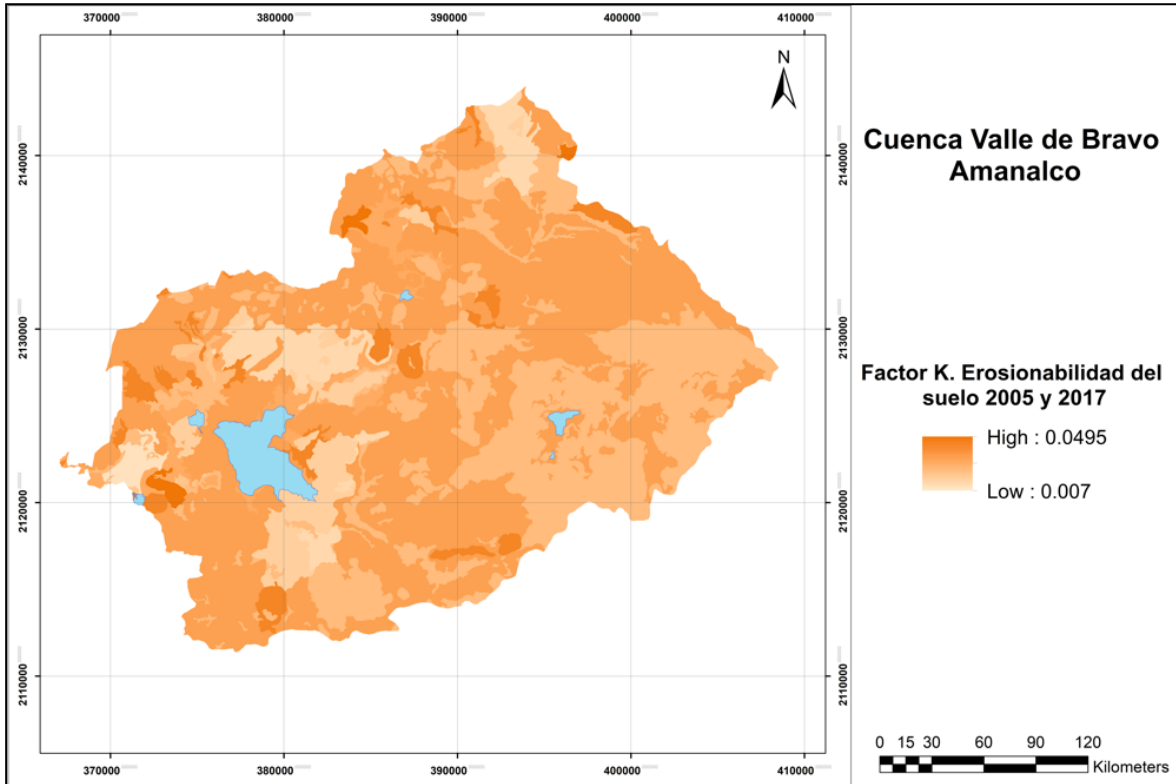 370000 380000 390000 400000 410000
N
Cuenca Valle de Bravo
Amanalco
2140000 2140000
2130000 2130000
Factor K. Erosionabilidad del
suelo 2005 y 2017
High : 0.0495
Low : 0.007
2120000 2120000
2110000 2110000
0 15 30 60 90 120
Kilometers
370000 380000 390000 400000 410000